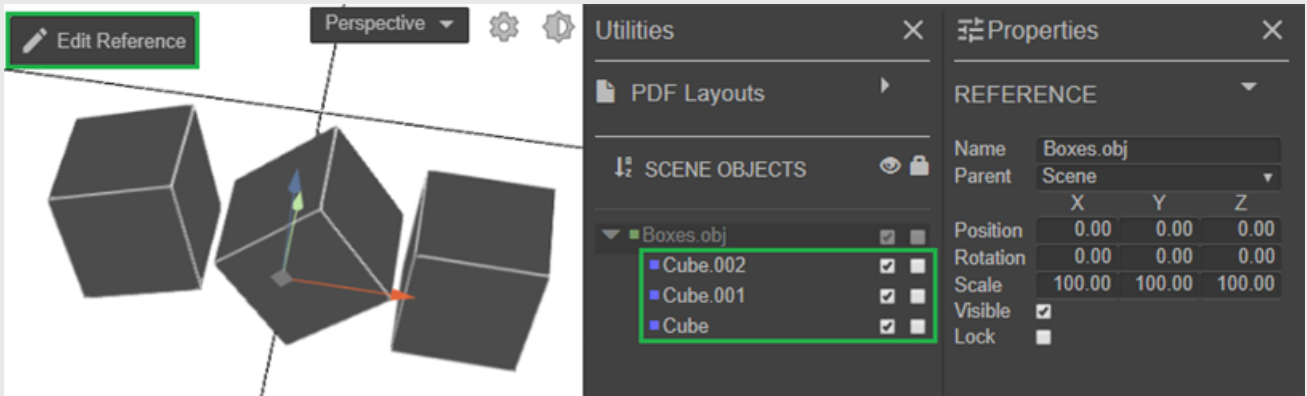 Edit Reference
Perspective
Utilities
PDF Layouts
SCENE OBJECTS
Boxes.obj
Cube.002
Cube.001
Cube
Properties
REFERENCE
Name Boxes.obj
Parent Scene
X Y Z
Position 0.00 0.00 0.00
Rotation 0.00 0.00 0.00
Scale 100.00 100.00 100.00
Visible
Lock